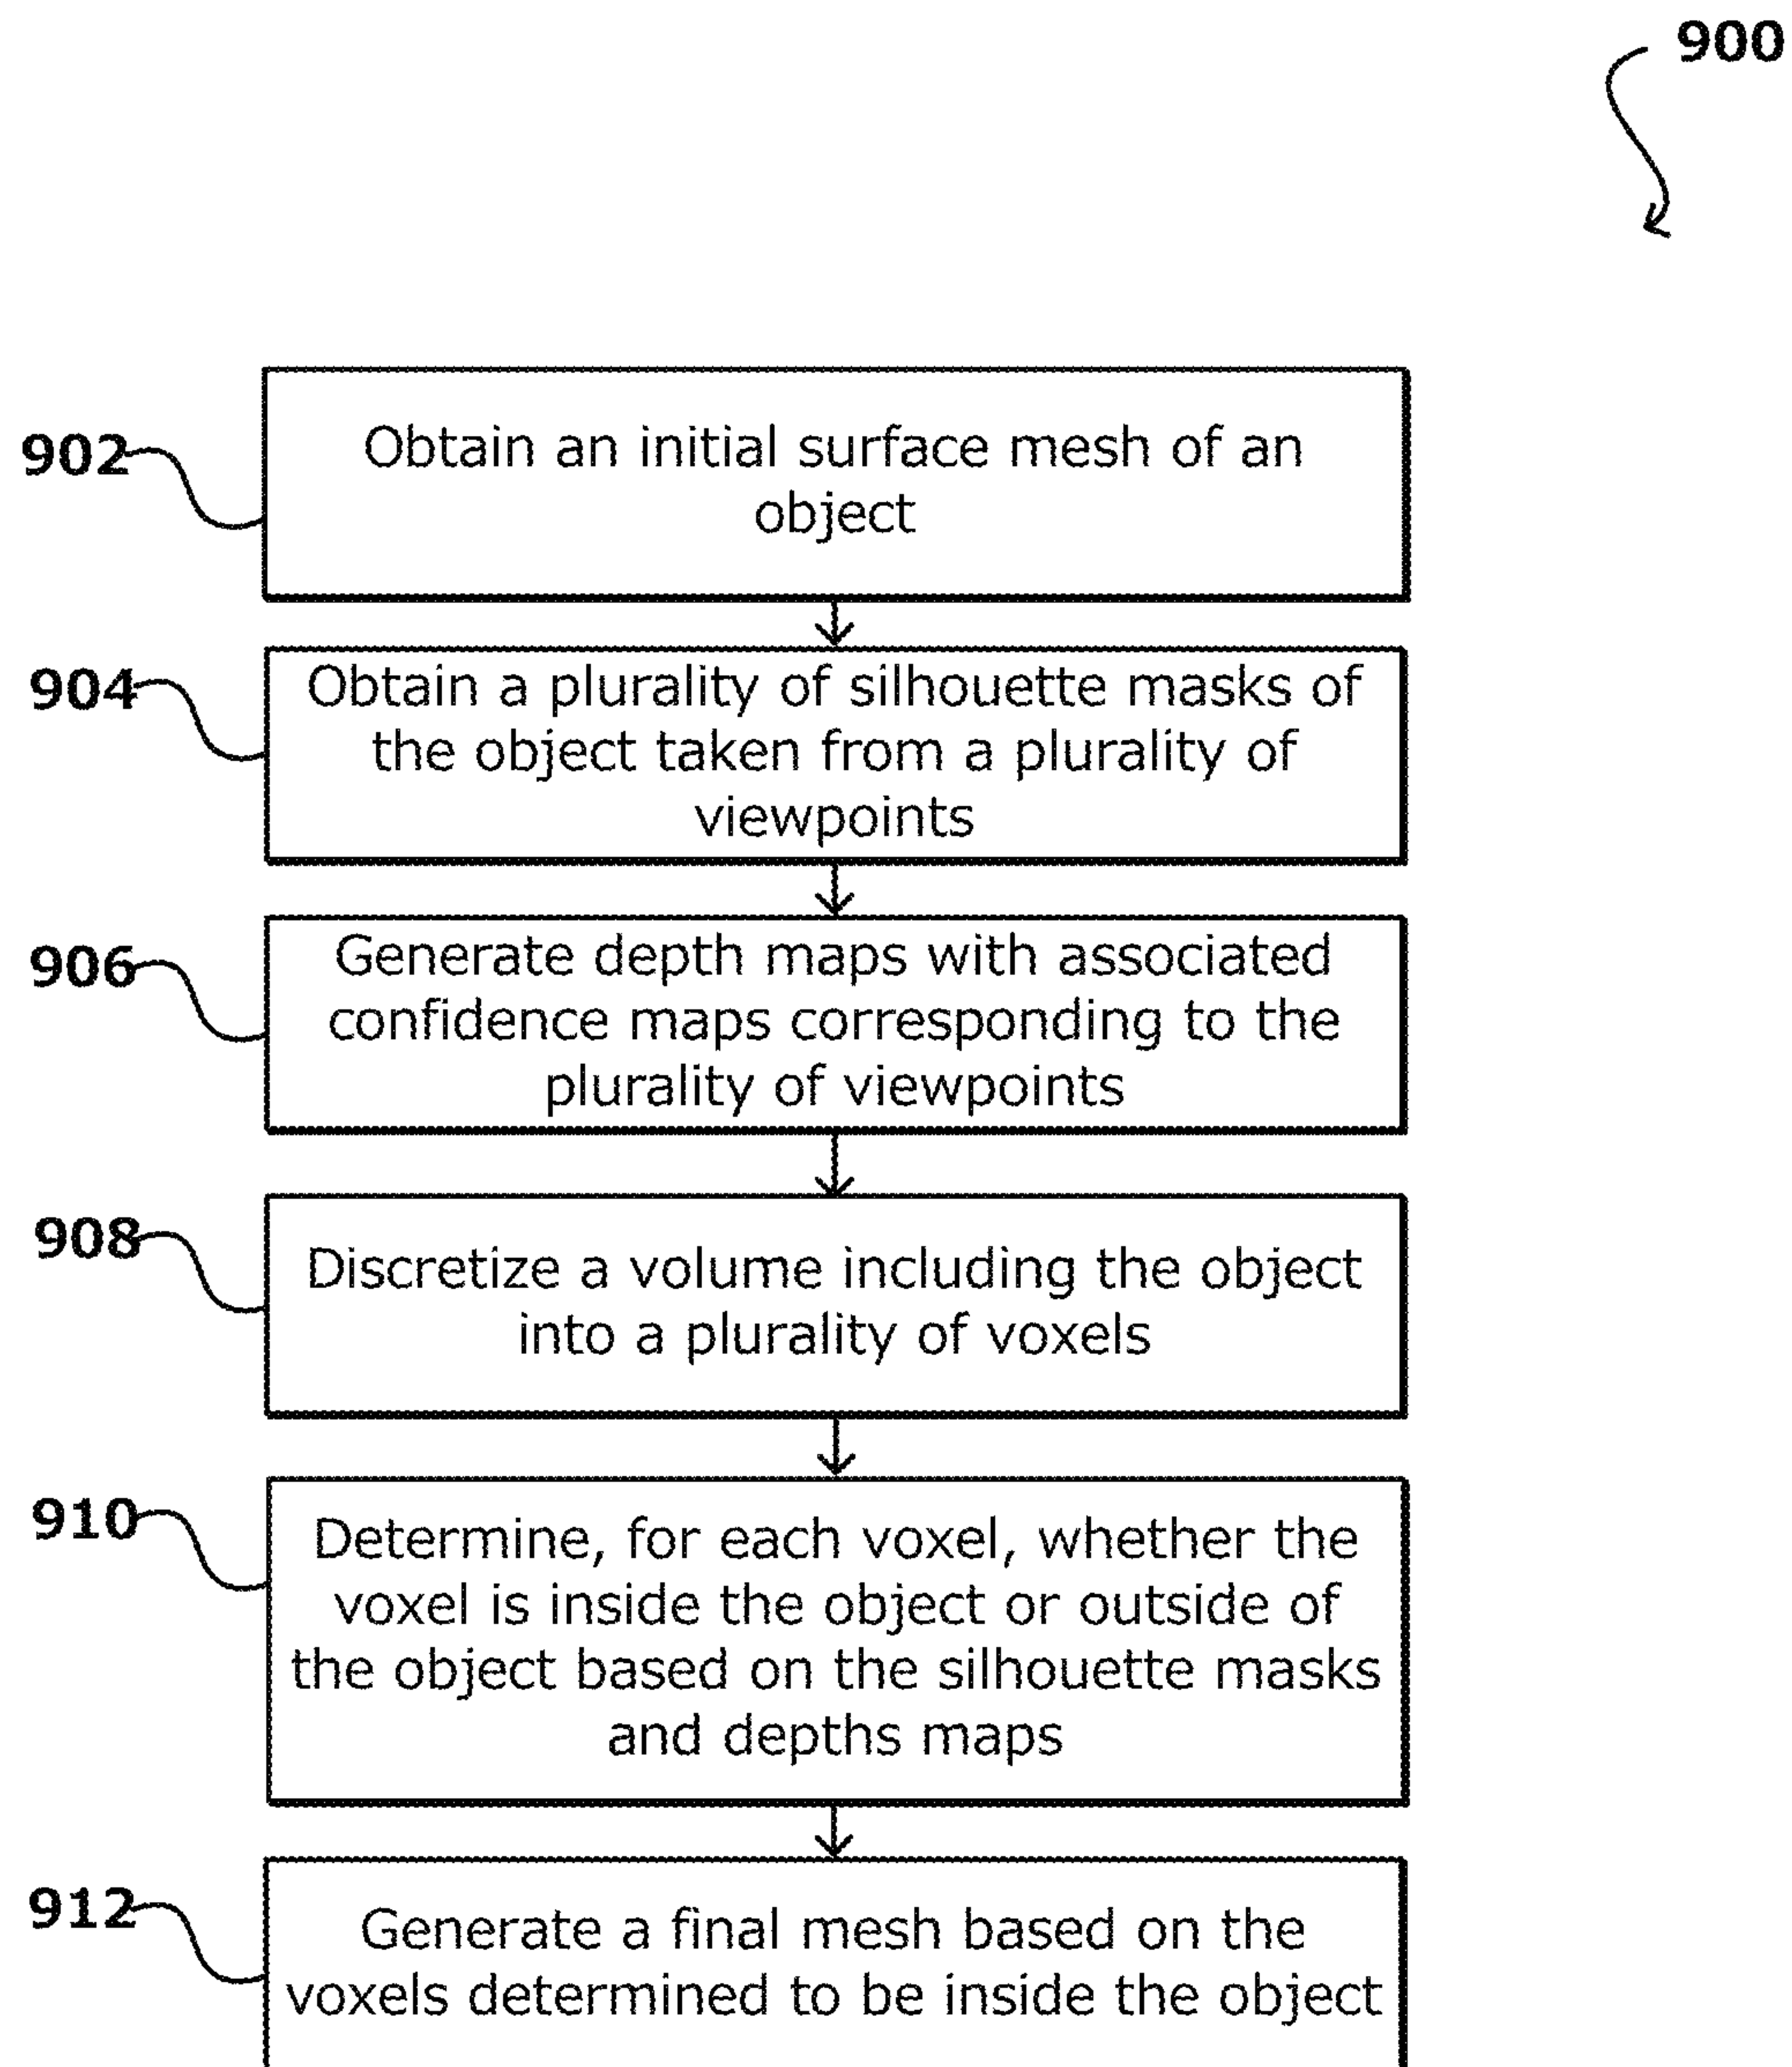 900
902
Obtain an initial surface mesh of an
object
904
Obtain a plurality of silhouette masks of
the object taken from a plurality of
viewpoints
906
Generate depth maps with associated
confidence maps corresponding to the
plurality of viewpoints
908
Discretize a volume including the object
into a plurality of voxels
910
Determine, for each voxel, whether the
voxel is inside the object or outside of
the object based on the silhouette masks
and depths maps
912
Generate a final mesh based on the
voxels determined to be inside the object